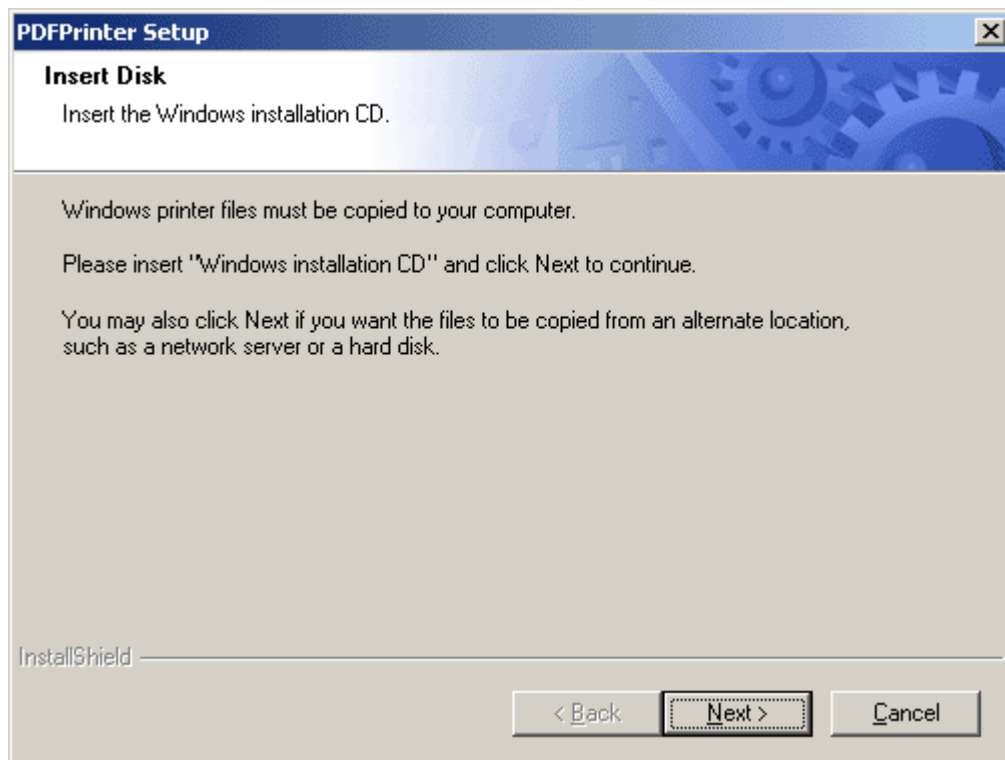 PDFPrinter Setup
Insert Disk
Insert the Windows installation CD.
Windows printer files must be copied to your computer.
Please insert "Windows installation CD" and click Next to continue.
You may also click Next if you want the files to be copied from an alternate location,
such as a network server or a hard disk.
InstallShield
< Back Next > Cancel